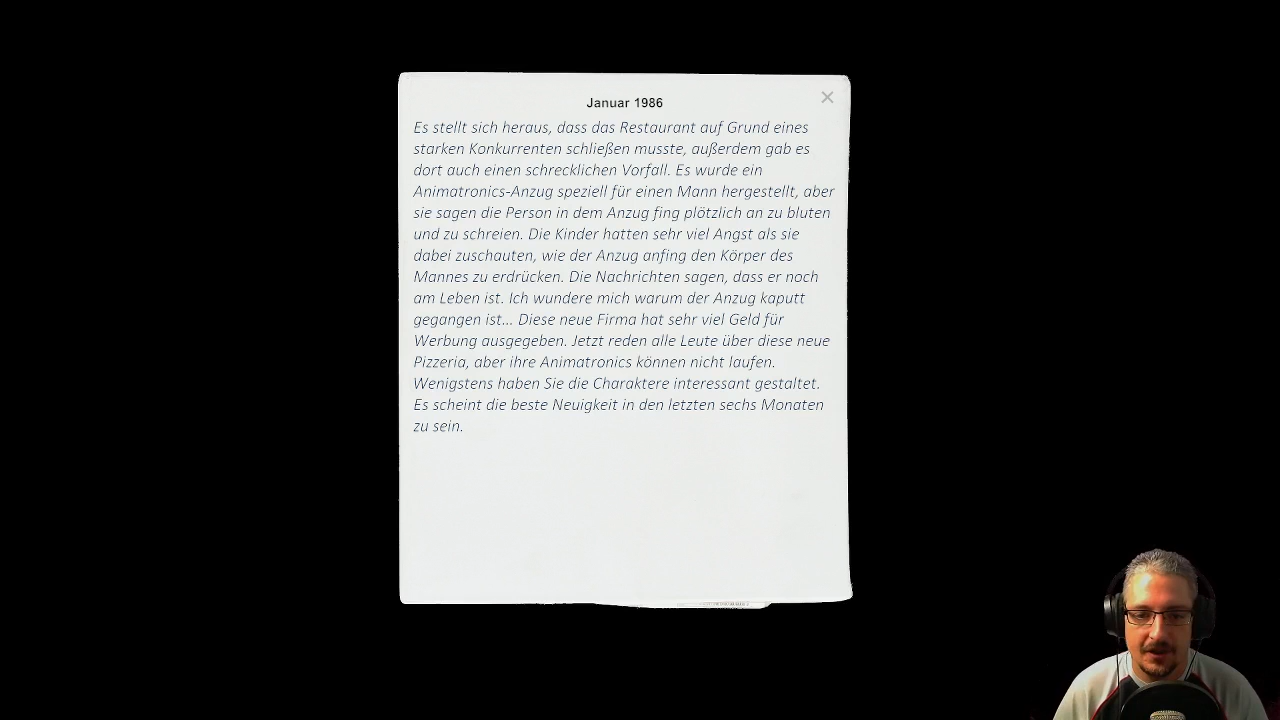 Januar 1986
Es stellt sich heraus, dass das Restaurant auf Grund eines
starken Konkurrenten schließen musste, außerdem gab es
dort auch einen schrecklichen Vorfall. Es wurde ein
Animatronics-Anzug speziell für einen Mann hergestellt, aber
sie sagen die Person in dem Anzug fing plötzlich an zu bluten
und zu schreien. Die Kinder hatten sehr viel Angst als sie
dabei zuschauten, wie der Anzug anfing den Körper des
Mannes zu erdrücken. Die Nachrichten sagen, dass er noch
am Leben ist. Ich wundere mich warum der Anzug kaputt
gegangen ist... Diese neue Firma hat sehr viel Geld für
Werbung ausgegeben. Jetzt reden alle Leute über diese neue
Pizzeria, aber ihre Animatronics können nicht laufen.
Wenigstens haben Sie die Charaktere interessant gestaltet.
Es scheint die beste Neuigkeit in den letzten sechs Monaten
zu sein.